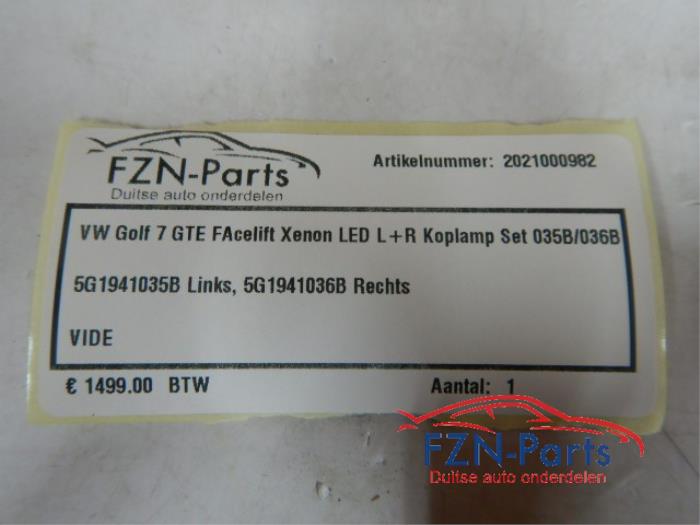 FZN-Parts
Duitse auto onderdelen
Artikelnummer: 2021000982
VW Golf 7 GTE FAcelift Xenon LED L+R Koplamp Set 035B/036B
5G1941035B Links, 5G1941036B Rechts
VIDE
€ 1499.00 BTW
Aantal: 1
FZN-Parts
Duitse auto onderdelen